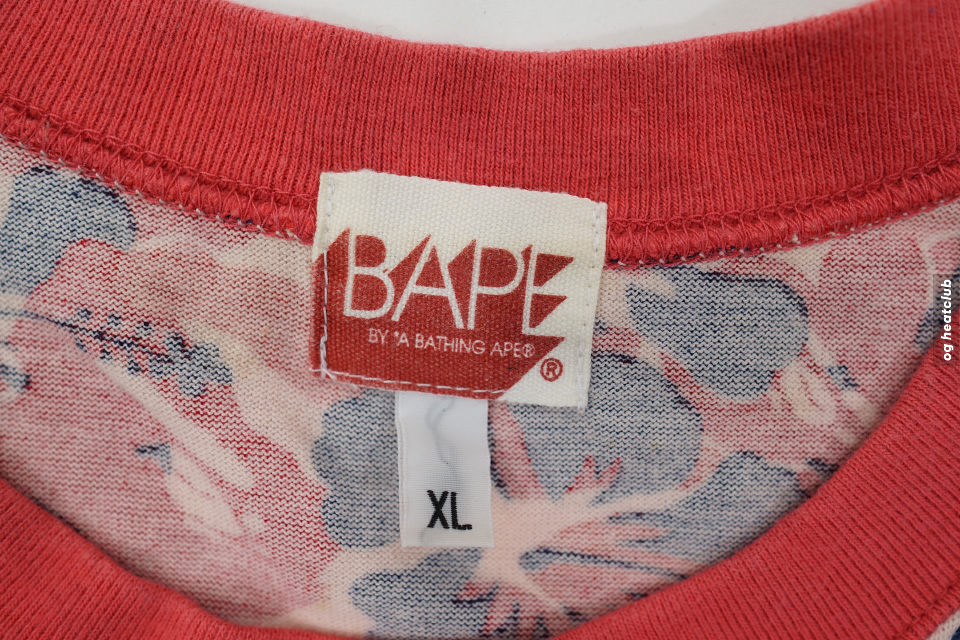 BAPE
BY *A BATHING APE®
®
XL
og heatclub